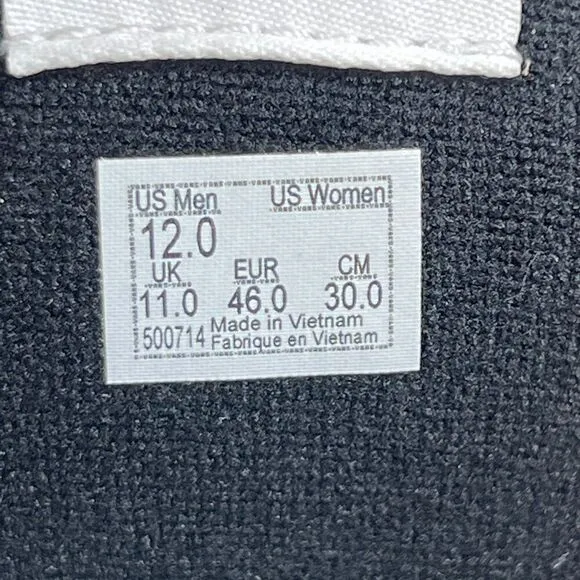 US Men US Women
12.0
UK EUR CM
11.0 46.0 30.0
500714 Made in Vietnam
Fabrique en Vietnam